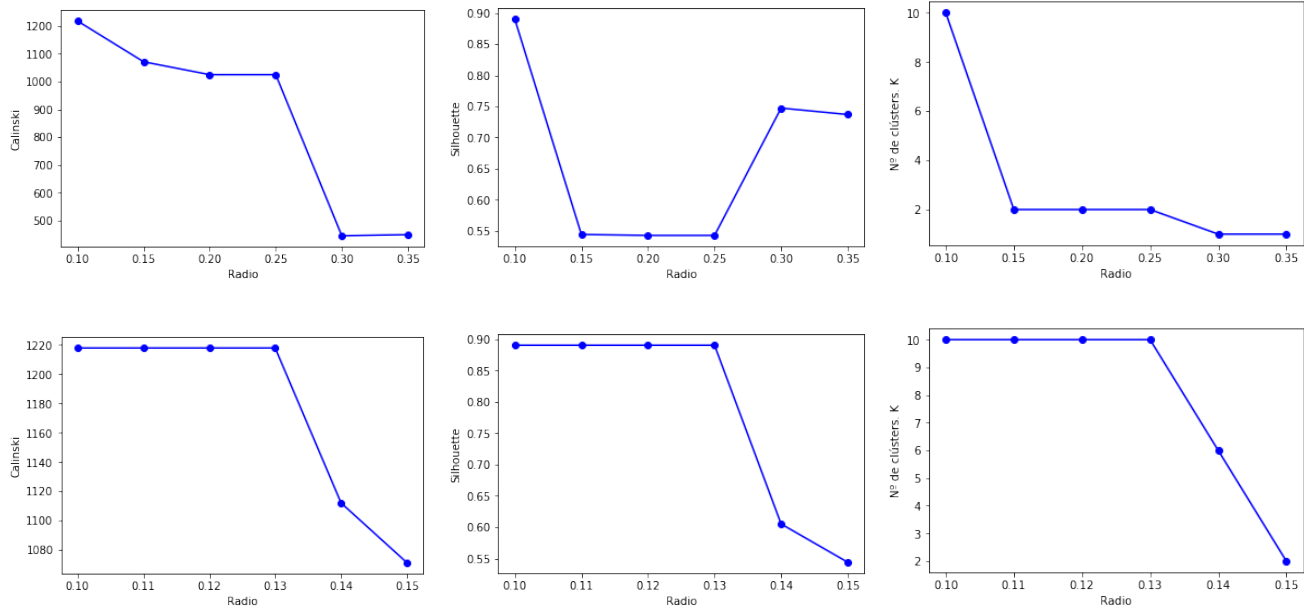 1200
1100
1000
900
800
700
600
500
Calinski
0.10 0.15 0.20 0.25 0.30 0.35
Radio
0.90
0.85
0.80
0.75
0.70
0.65
0.60
0.55
Silhouette
0.10 0.15 0.20 0.25 0.30 0.35
Radio
10
8
6
4
2
Nº de clústers. K
0.10 0.15 0.20 0.25 0.30 0.35
Radio
1220
1200
1180
1160
1140
1120
1100
1080
Calinski
0.10 0.11 0.12 0.13 0.14 0.15
Radio
0.90
0.85
0.80
0.75
0.70
0.65
0.60
0.55
Silhouette
0.10 0.11 0.12 0.13 0.14 0.15
Radio
10
9
8
7
6
5
4
3
2
Nº de clústers. K
0.10 0.11 0.12 0.13 0.14 0.15
Radio